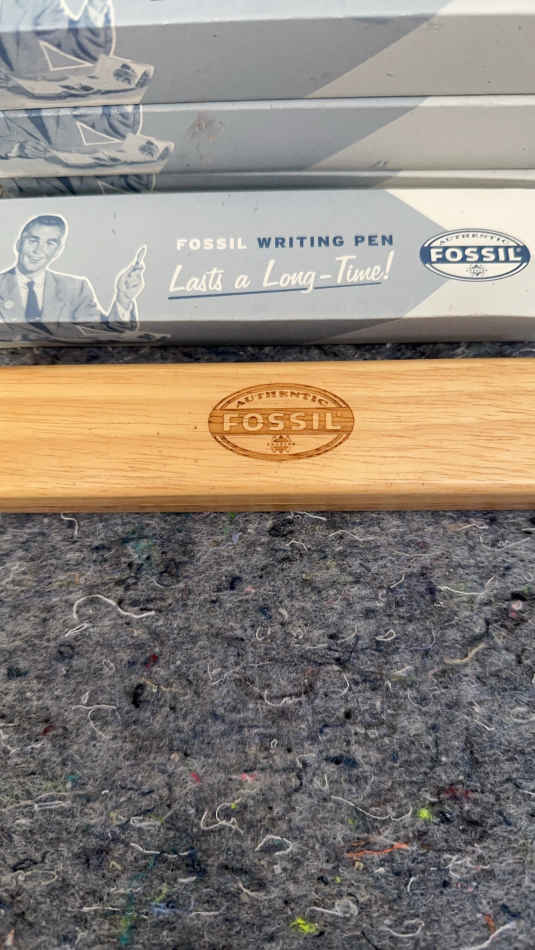 FOSSIL WRITING PEN
Lasts a Long-Time!
AUTHENTIC
FOSSIL
AUTHENTIC
FOSSIL